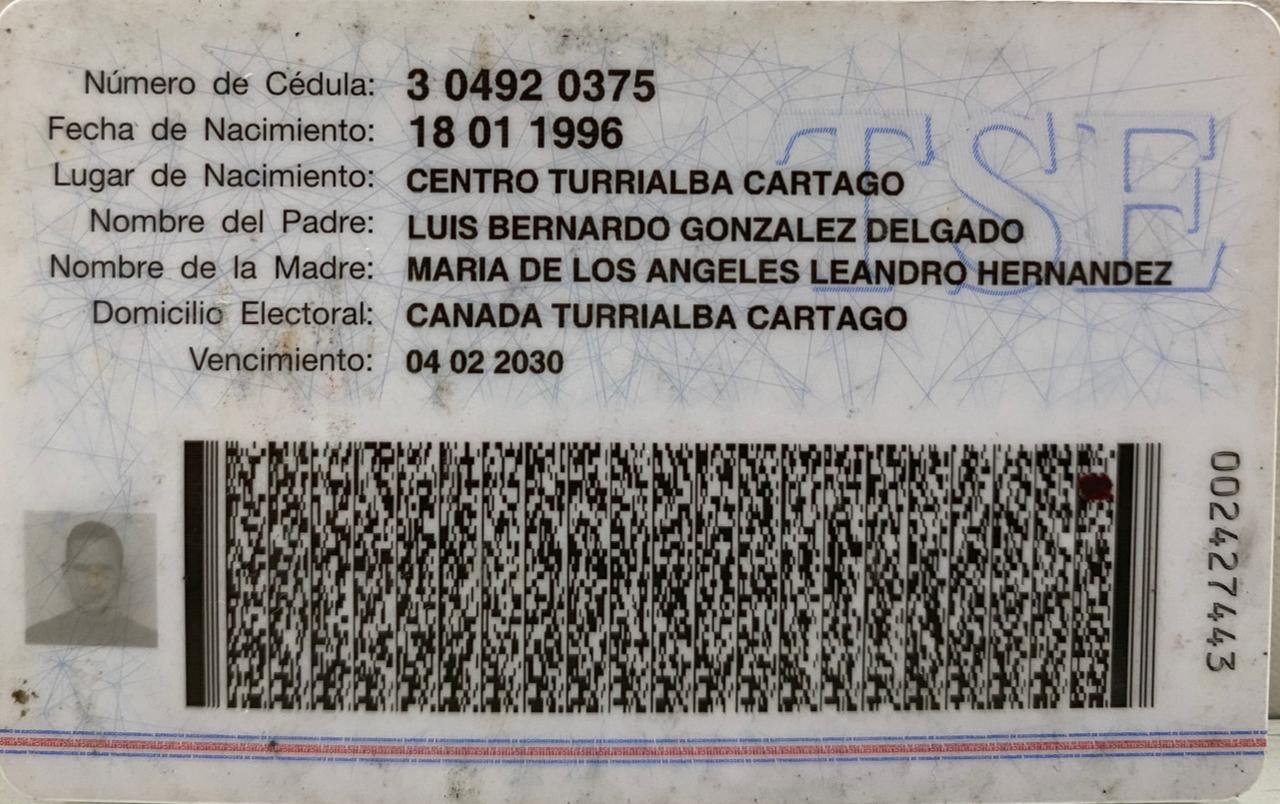 Número de Cédula: 3 0492 0375
Fecha de Nacimiento: 18 01 1996
Lugar de Nacimiento: CENTRO TURRIALBA CARTAGO
Nombre del Padre: LUIS BERNARDO GONZALEZ DELGADO
Nombre de la Madre: MARIA DE LOS ANGELES LEANDRO HERNANDEZ
Domicilio Electoral: CANADA TURRIALBA CARTAGO
Vencimiento: 04 02 2030
TSE
002427443